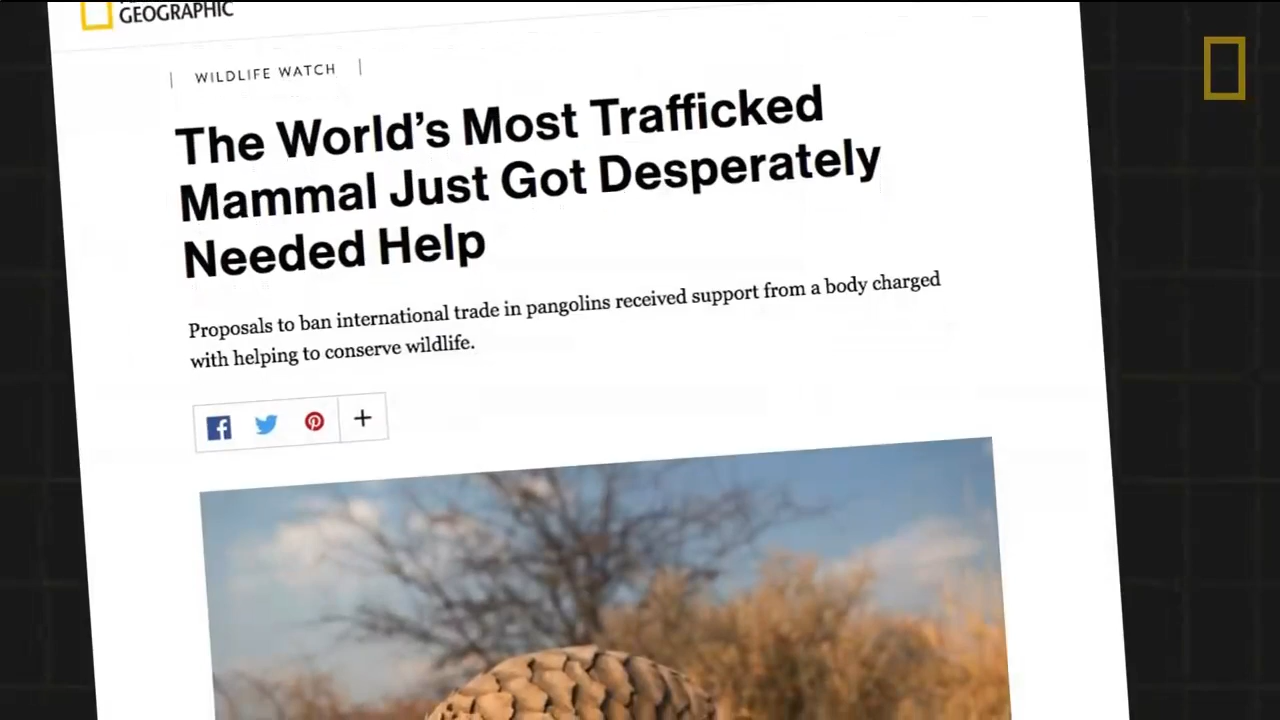 GEOGRAPHIC
| WILDLIFE WATCH |
The World’s Most Trafficked
Mammal Just Got Desperately
Needed Help
Proposals to ban international trade in pangolins received support from a body charged
with helping to conserve wildlife.